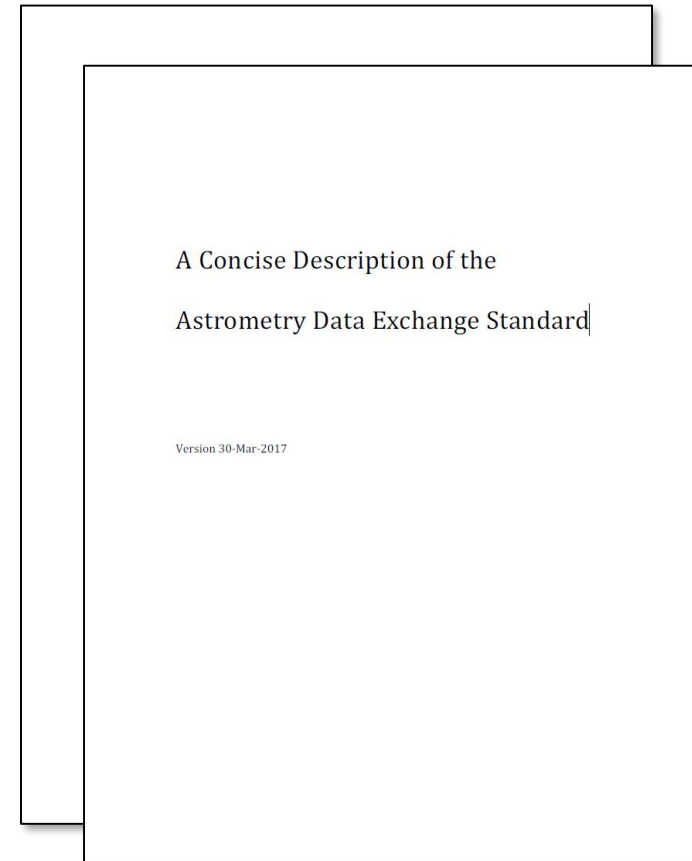 A Concise Description of the
Astrometry Data Exchange Standard
Version 30-Mar-2017